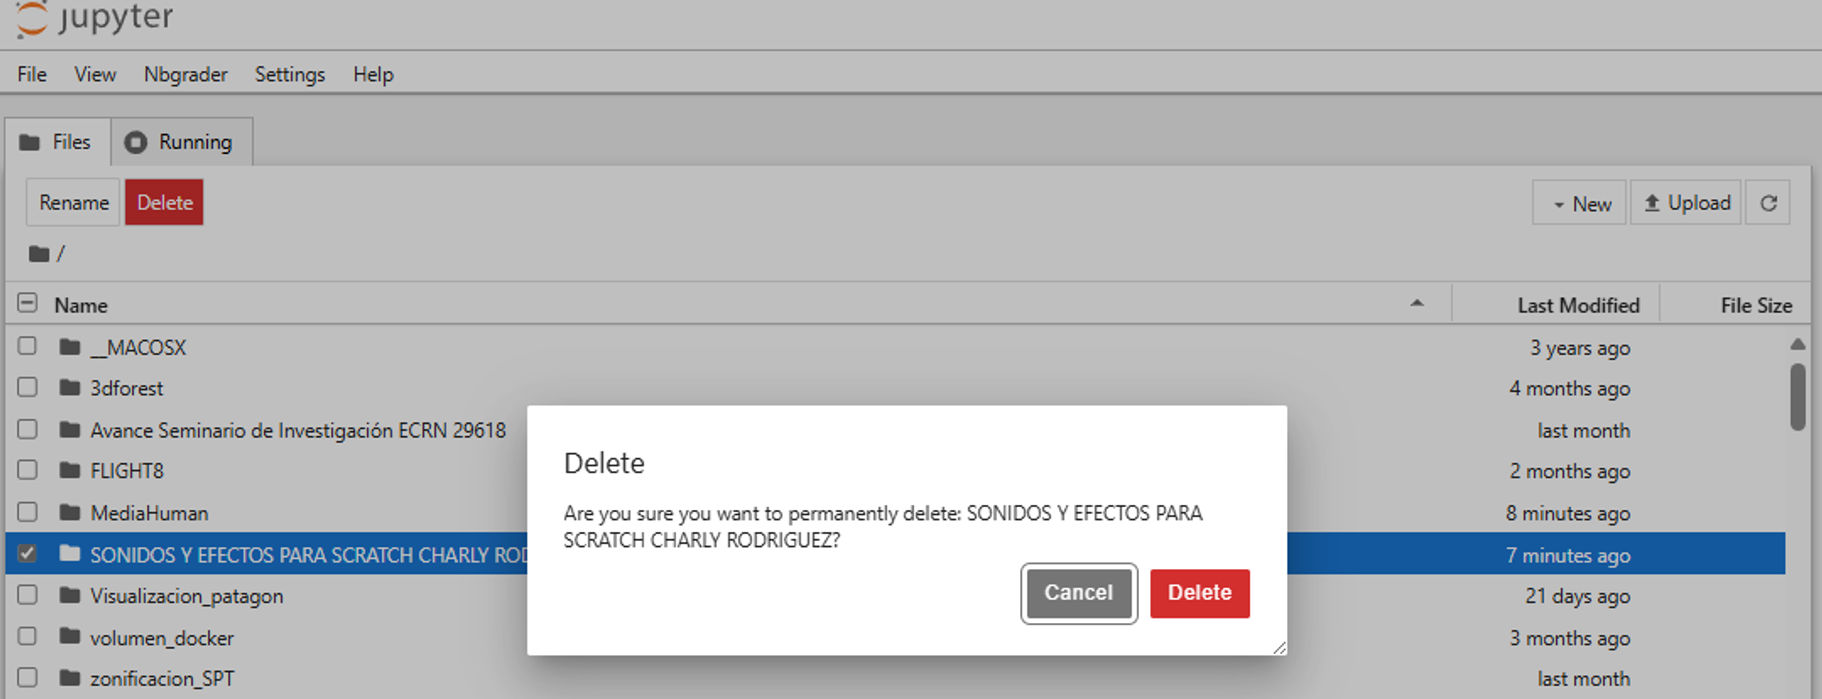 jupyter
File View Nbgrader Settings Help
Files Running
Rename Delete New Upload
/
Name Last Modified File Size
__MACOSX 3 years ago
3dforest 4 months ago
Avance Seminario de Investigación ECRN 29618 last month
FLIGHT8 2 months ago
MediaHuman 8 minutes ago
SONIDOS Y EFECTOS PARA SCRATCH CHARLY ROD 7 minutes ago
Visualizacion_patagon 21 days ago
volumen_docker 3 months ago
zonificacion_SPT last month
Delete
Are you sure you want to permanently delete: SONIDOS Y EFECTOS PARA
SCRATCH CHARLY RODRIGUEZ?
Cancel Delete